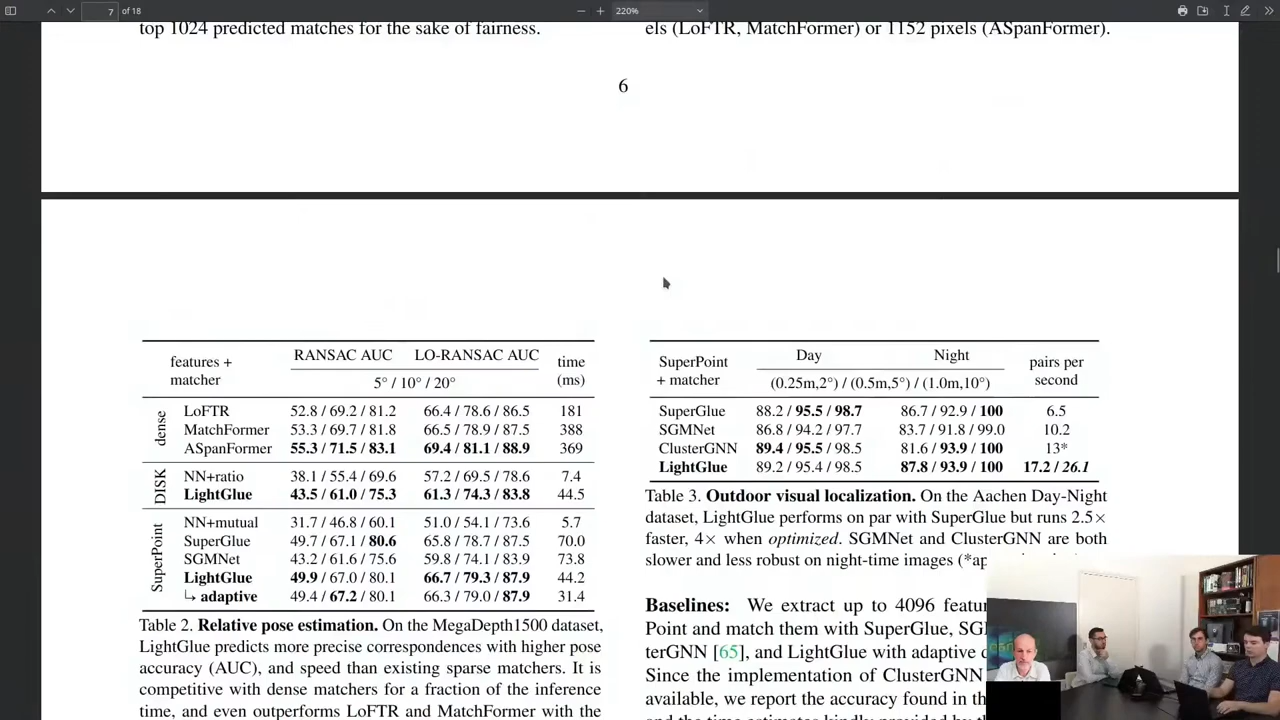 7 of 18
220%
top 1024 predicted matches for the sake of fairness.
els (LoFTR, MatchFormer) or 1152 pixels (ASpanFormer).
6
features + matcher RANSAC AUC LO-RANSAC AUC time (ms)
5° / 10° / 20°
dense
LoFTR 52.8 / 69.2 / 81.2 66.4 / 78.6 / 86.5 181
MatchFormer 53.3 / 69.7 / 81.8 66.5 / 78.9 / 87.5 388
ASpanFormer 55.3 / 71.5 / 83.1 69.4 / 81.1 / 88.9 369
DISK
NN+ratio 38.1 / 55.4 / 69.6 57.2 / 69.5 / 78.6 7.4
LightGlue 43.5 / 61.0 / 75.3 61.3 / 74.3 / 83.8 44.5
SuperPoint
NN+mutual 31.7 / 46.8 / 60.1 51.0 / 54.1 / 73.6 5.7
SuperGlue 49.7 / 67.1 / 80.6 65.8 / 78.7 / 87.5 70.0
SGMNet 43.2 / 61.6 / 75.6 59.8 / 74.1 / 83.9 73.8
LightGlue 49.9 / 67.0 / 80.1 66.7 / 79.3 / 87.9 44.2
↳ adaptive 49.4 / 67.2 / 80.1 66.3 / 79.0 / 87.9 31.4
Table 2. Relative pose estimation. On the MegaDepth1500 dataset,
LightGlue predicts more precise correspondences with higher pose
accuracy (AUC), and speed than existing sparse matchers. It is
competitive with dense matchers for a fraction of the inference
time, and even outperforms LoFTR and MatchFormer with the
SuperPoint + matcher Day Night pairs per second
(0.25m,2°) / (0.5m,5°) / (1.0m,10°)
SuperGlue 88.2 / 95.5 / 98.7 86.7 / 92.9 / 100 6.5
SGMNet 86.8 / 94.2 / 97.7 83.7 / 91.8 / 99.0 10.2
ClusterGNN 89.4 / 95.5 / 98.5 81.6 / 93.9 / 100 13*
LightGlue 89.2 / 95.4 / 98.5 87.8 / 93.9 / 100 17.2 / 26.1
Table 3. Outdoor visual localization. On the Aachen Day-Night
dataset, LightGlue performs on par with SuperGlue but runs 2.5×
faster, 4× when optimized. SGMNet and ClusterGNN are both
slower and less robust on night-time images (*ap
Baselines: We extract up to 4096 featur
Point and match them with SuperGlue, SG
terGNN [65], and LightGlue with adaptive
Since the implementation of ClusterGNN
available, we report the accuracy found in th
and the time estimates kindly provided by th